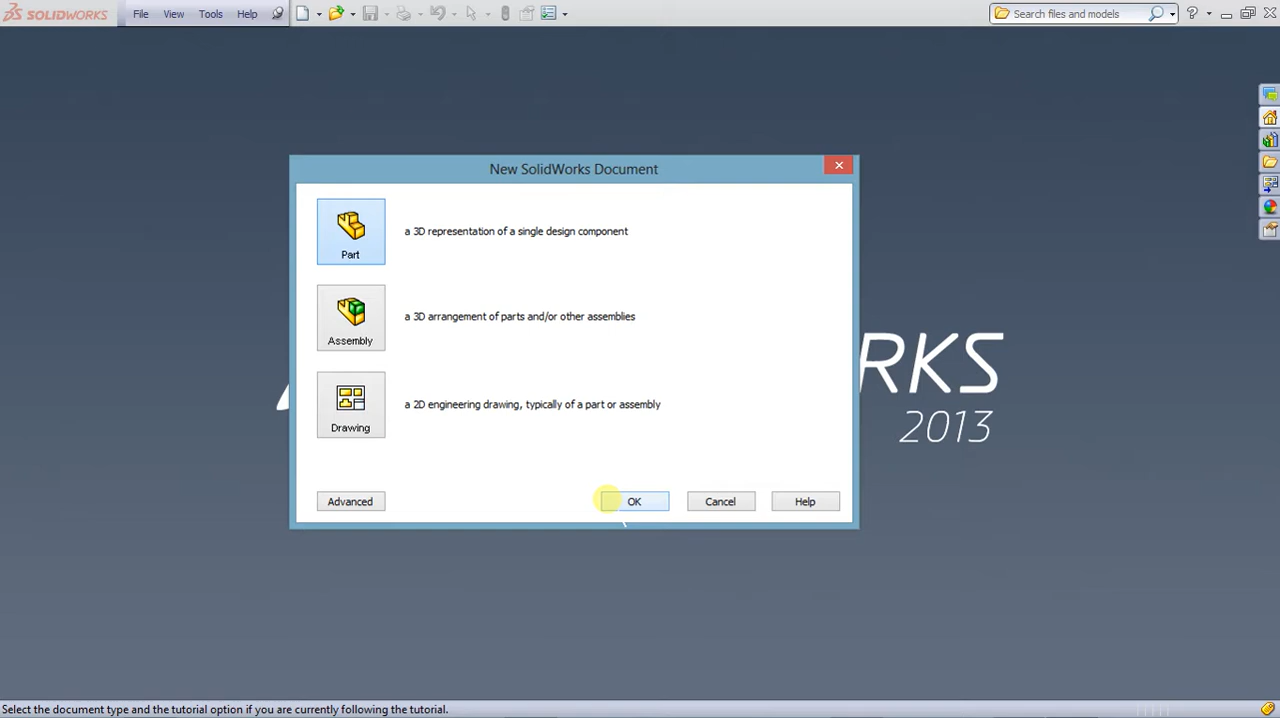 SOLIDWORKS File View Tools Help Search files and models
New SolidWorks Document
Part a 3D representation of a single design component
Assembly a 3D arrangement of parts and/or other assemblies
Drawing a 2D engineering drawing, typically of a part or assembly
RKS
2013
Advanced OK Cancel Help
Select the document type and the tutorial option if you are currently following the tutorial.